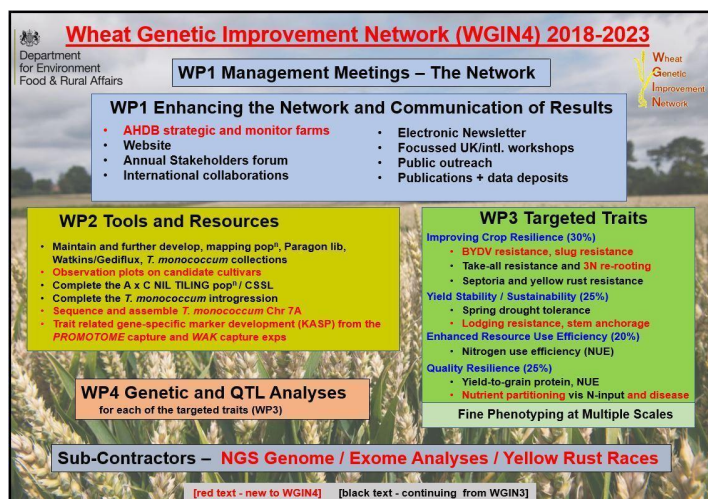 Wheat Genetic Improvement Network (WGIN4) 2018-2023
Department
for Environment
Food & Rural Affairs
Wheat
Genetic
Improvement
Network
WP1 Management Meetings – The Network
WP1 Enhancing the Network and Communication of Results
• AHDB strategic and monitor farms
• Website
• Annual Stakeholders forum
• International collaborations
• Electronic Newsletter
• Focussed UK/intl. workshops
• Public outreach
• Publications + data deposits
WP2 Tools and Resources
• Maintain and further develop, mapping popⁿ, Paragon lib,
Watkins/Gediflux, T. monococcum collections
• Observation plots on candidate cultivars
• Complete the A x C NIL TILING popⁿ / CSSL
• Complete the T. monococcum introgression
• Sequence and assemble T. monococcum Chr 7A
• Trait related gene-specific marker development (KASP) from the
PROMOTOME capture and WAK capture exps
WP3 Targeted Traits
Improving Crop Resilience (30%)
• BYDV resistance, slug resistance
• Take-all resistance and 3N re-rooting
• Septoria and yellow rust resistance
Yield Stability / Sustainability (25%)
• Spring drought tolerance
• Lodging resistance, stem anchorage
Enhanced Resource Use Efficiency (20%)
• Nitrogen use efficiency (NUE)
Quality Resilience (25%)
• Yield-to-grain protein, NUE
• Nutrient partitioning vis N-input and disease
Fine Phenotyping at Multiple Scales
WP4 Genetic and QTL Analyses
for each of the targeted traits (WP3)
Sub-Contractors – NGS Genome / Exome Analyses / Yellow Rust Races
[red text - new to WGIN4] [black text - continuing from WGIN3]